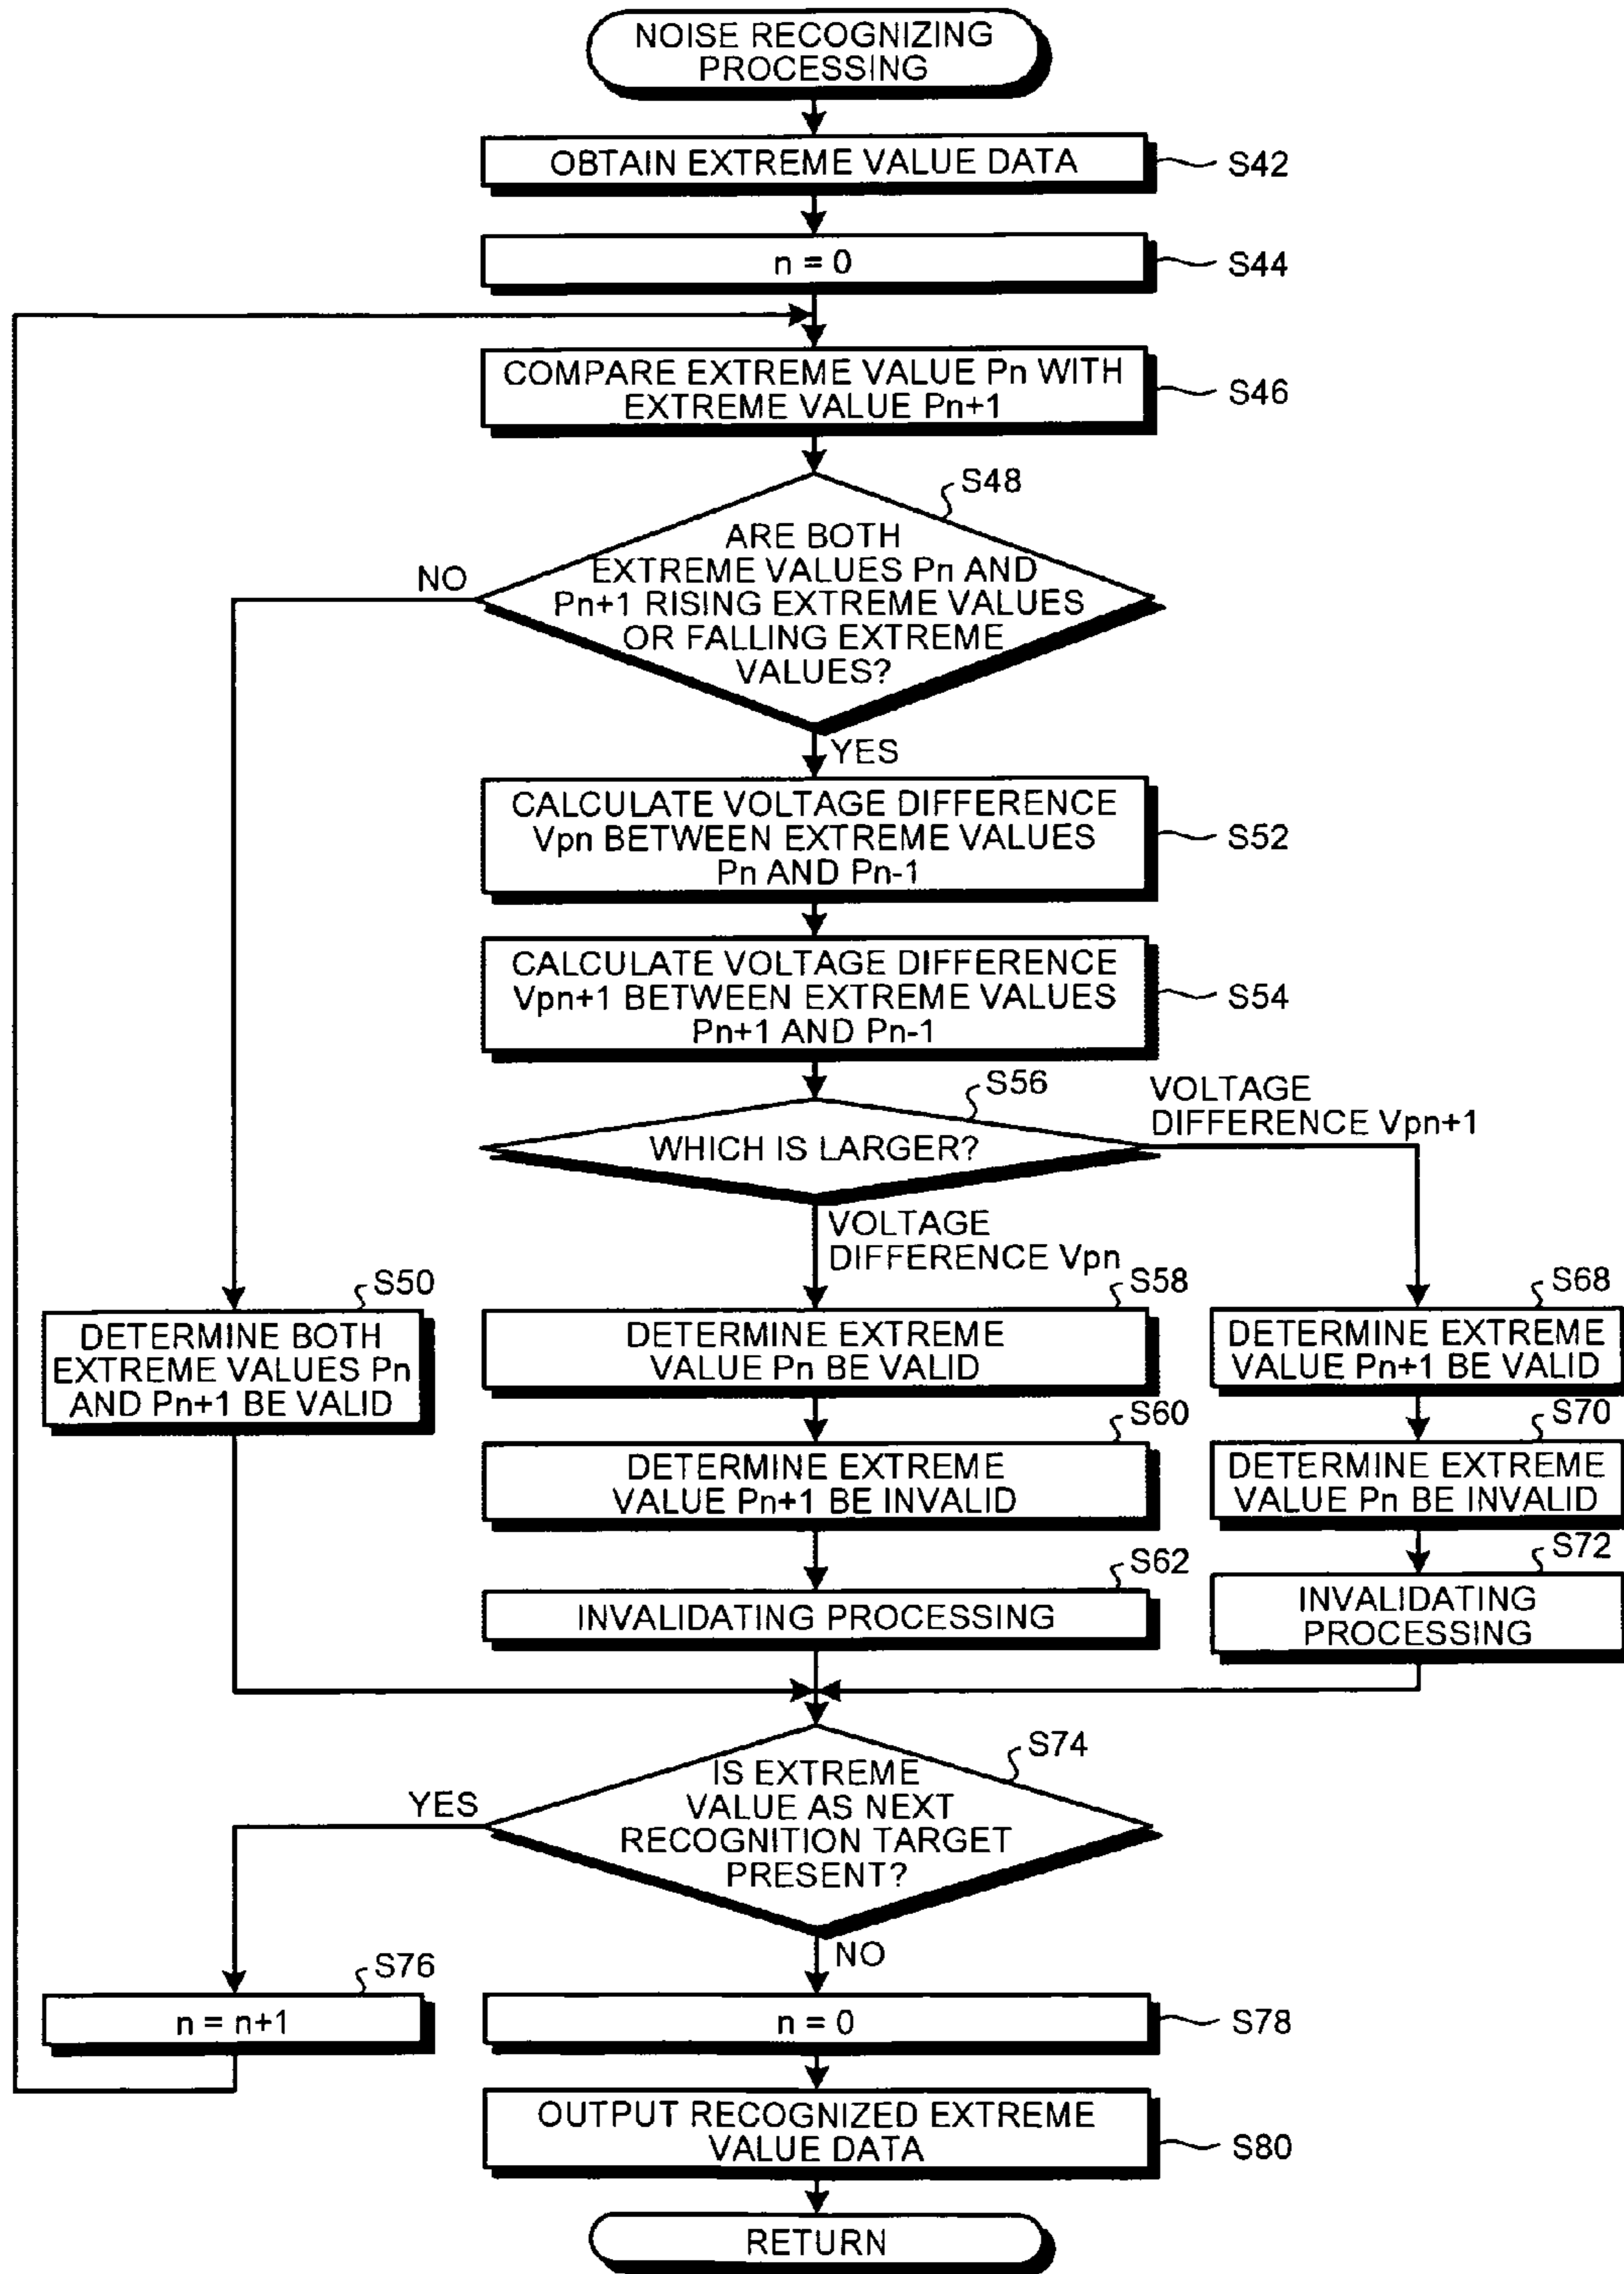 NOISE RECOGNIZING
PROCESSING
OBTAIN EXTREME VALUE DATA
S42
n = 0
S44
COMPARE EXTREME VALUE Pn WITH
EXTREME VALUE Pn+1
S46
S48
ARE BOTH
EXTREME VALUES Pn AND
Pn+1 RISING EXTREME VALUES
OR FALLING EXTREME
VALUES?
NO
YES
CALCULATE VOLTAGE DIFFERENCE
Vpn BETWEEN EXTREME VALUES
Pn AND Pn-1
S52
CALCULATE VOLTAGE DIFFERENCE
Vpn+1 BETWEEN EXTREME VALUES
Pn+1 AND Pn-1
S54
S56
WHICH IS LARGER?
VOLTAGE
DIFFERENCE Vpn+1
VOLTAGE
DIFFERENCE Vpn
S50
DETERMINE BOTH
EXTREME VALUES Pn
AND Pn+1 BE VALID
S58
DETERMINE EXTREME
VALUE Pn BE VALID
S68
DETERMINE EXTREME
VALUE Pn+1 BE VALID
S60
DETERMINE EXTREME
VALUE Pn+1 BE INVALID
S70
DETERMINE EXTREME
VALUE Pn BE INVALID
S62
INVALIDATING PROCESSING
S72
INVALIDATING
PROCESSING
S74
IS EXTREME
VALUE AS NEXT
RECOGNITION TARGET
PRESENT?
YES
NO
S76
n = n+1
n = 0
S78
OUTPUT RECOGNIZED EXTREME
VALUE DATA
S80
RETURN